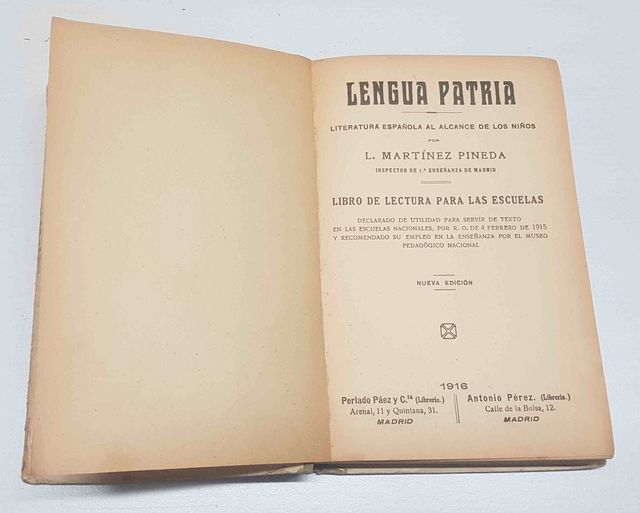 LENGUA PATRIA
LITERATURA ESPAÑOLA AL ALCANCE DE LOS NIÑOS
POR
L. MARTÍNEZ PINEDA
INSPECTOR DE 1.ª ENSEÑANZA DE MADRID
LIBRO DE LECTURA PARA LAS ESCUELAS
DECLARADO DE UTILIDAD PARA SERVIR DE TEXTO
EN LAS ESCUELAS NACIONALES, POR R. O. DE 4 FEBRERO DE 1915
Y RECOMENDADO SU EMPLEO EN LA ENSEÑANZA POR EL MUSEO
PEDAGÓGICO NACIONAL
NUEVA EDICIÓN
1916
Perlado Páez y C.ía (Librería.)
Arenal, 11 y Quintana, 31.
MADRID
Antonio Pérez. (Librería.)
Calle de la Bolsa, 12.
MADRID